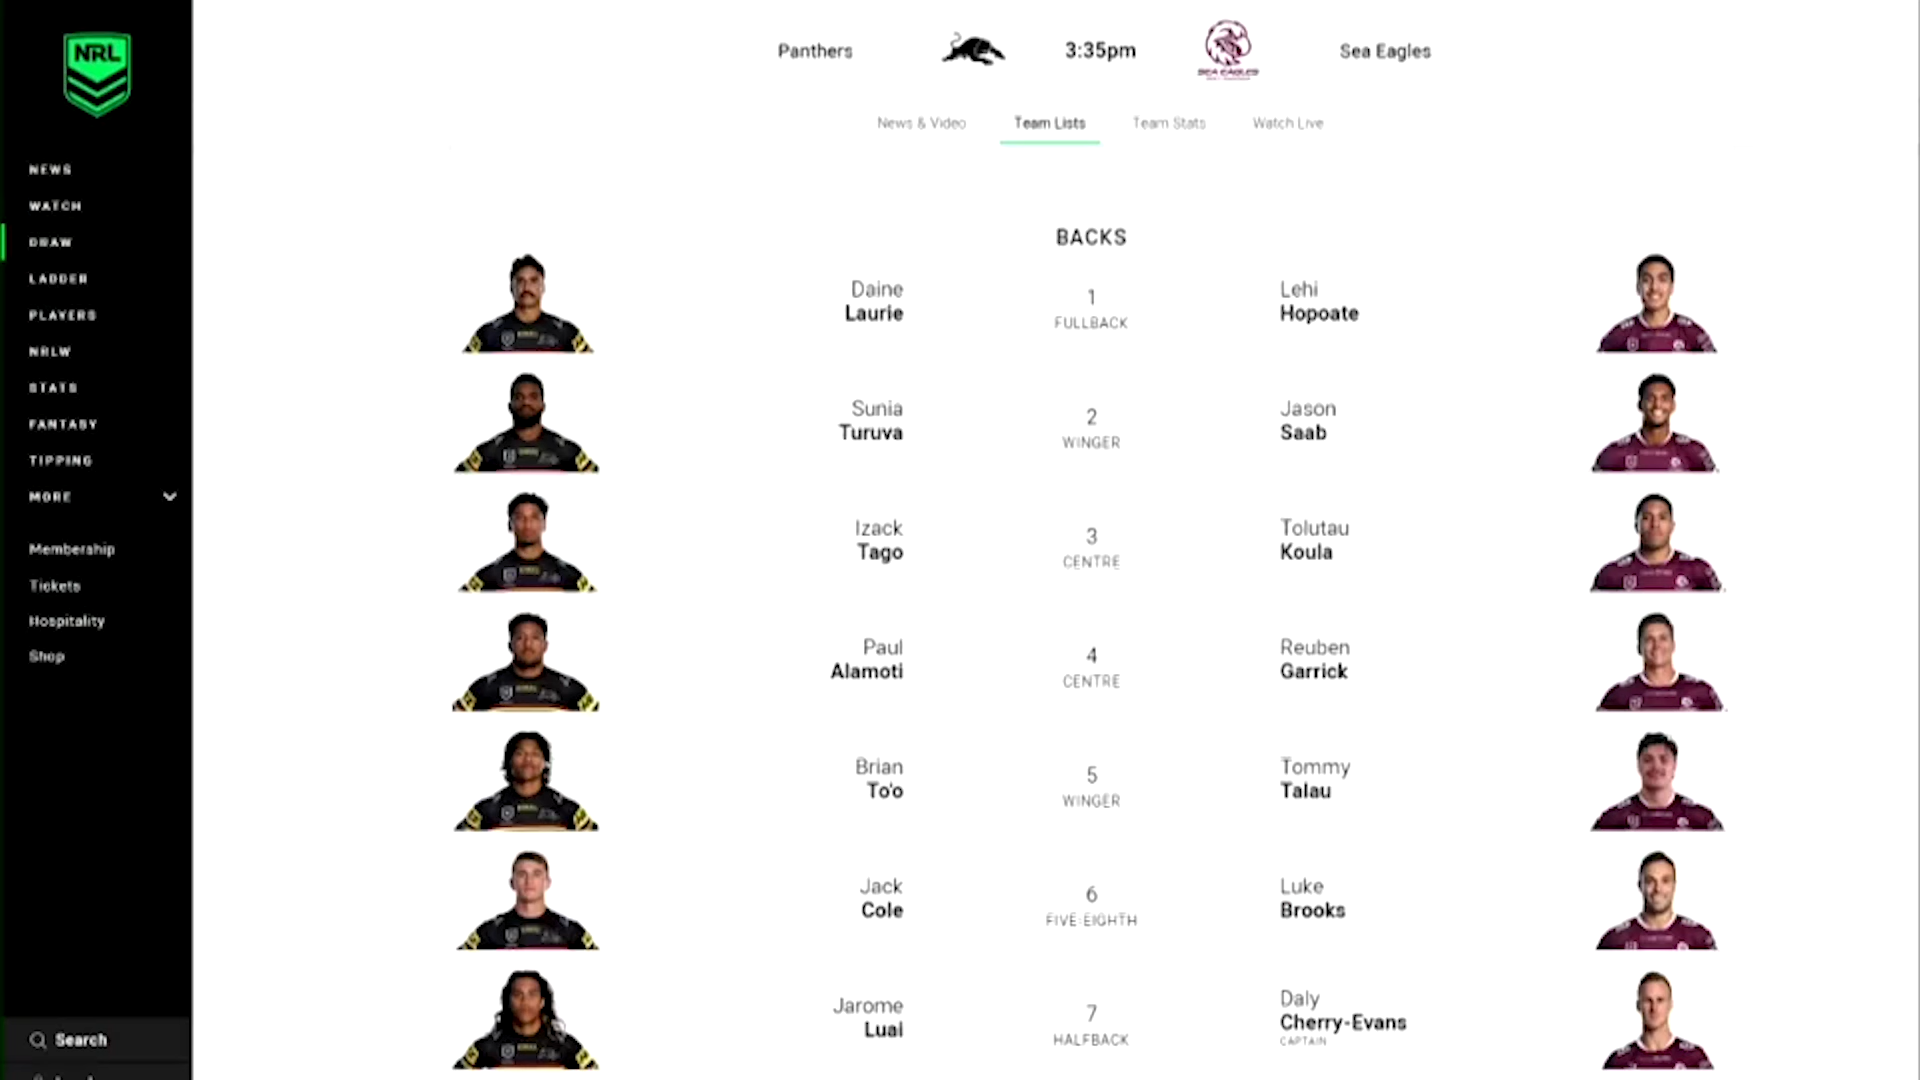 NRL
NEWS
WATCH
DRAW
LADDER
PLAYERS
NRLW
STATS
FANTASY
TIPPING
MORE
Membership
Tickets
Hospitality
Shop
Search
Panthers
3:35pm
SEA EAGLES
Sea Eagles
News & Video
Team Lists
Team Stats
Watch Live
BACKS
Daine
Laurie
1
FULLBACK
Lehi
Hopoate
Sunia
Turuva
2
WINGER
Jason
Saab
Izack
Tago
3
CENTRE
Tolutau
Koula
Paul
Alamoti
4
CENTRE
Reuben
Garrick
Brian
To'o
5
WINGER
Tommy
Talau
Jack
Cole
6
FIVE-EIGHTH
Luke
Brooks
Jarome
Luai
7
HALFBACK
Daly
Cherry-Evans
CAPTAIN